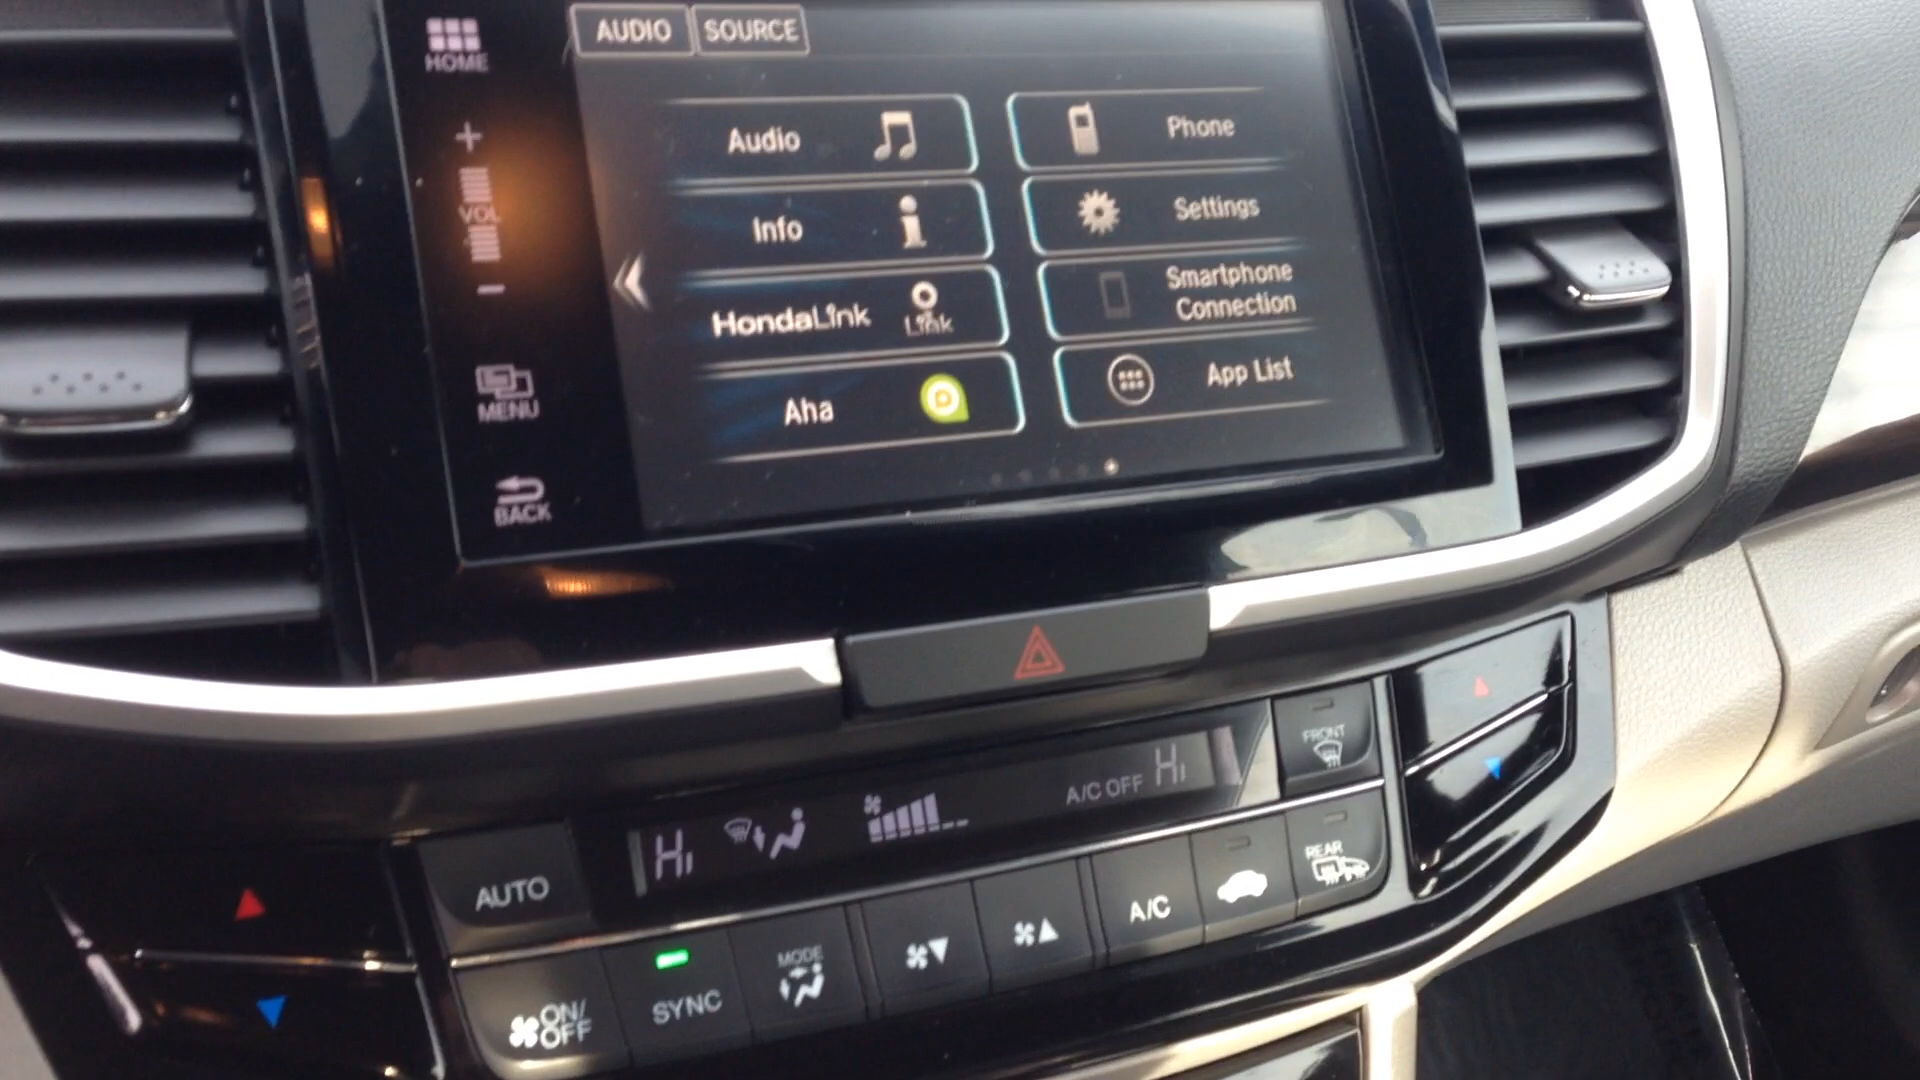 HOME
AUDIO SOURCE
Audio
Phone
VOL
Info
Settings
HondaLink
Link
Smartphone
Connection
MENU
Aha
App List
BACK
FRONT
Hi
A/C OFF Hi
AUTO
REAR
A/C
MODE
SYNC
ON/
OFF